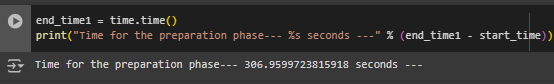 end_time1 = time.time()
print("Time for the preparation phase--- %s seconds ---" % (end_time1 - start_time))
Time for the preparation phase--- 306.9599723815918 seconds ---